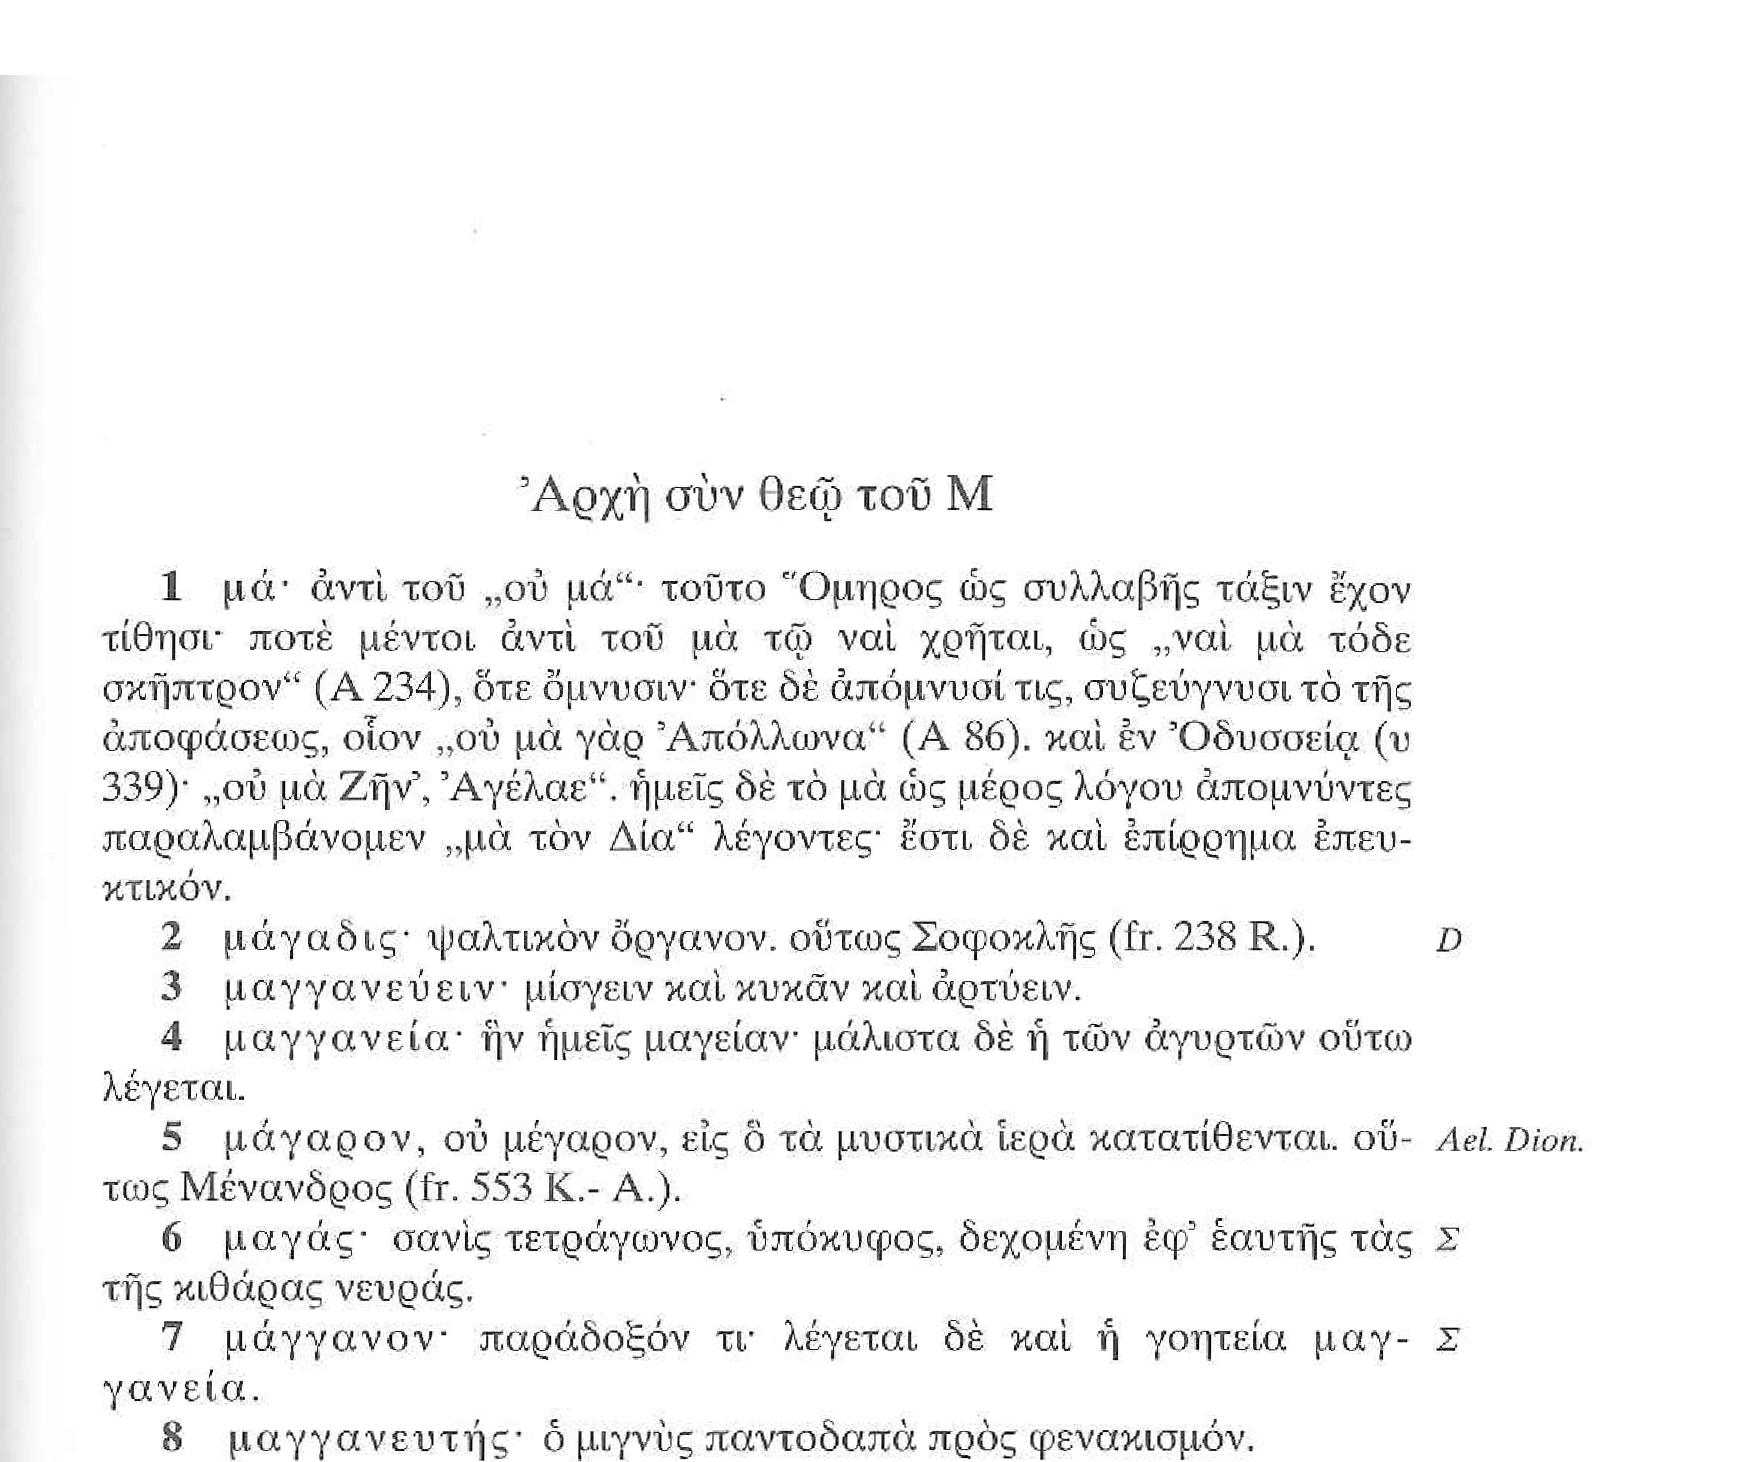 Ἀρχὴ σὺν θεῷ τοῦ Μ
1 μά· ἀντὶ τοῦ „οὐ μά“· τοῦτο Ὅμηρος ὡς συλλαβῆς τάξιν ἔχον
τίθησι· ποτὲ μέντοι ἀντὶ τοῦ μὰ τῷ ναὶ χρῆται, ὡς „ναὶ μὰ τόδε
σκῆπτρον“ (Α 234), ὅτε ὄμνυσιν· ὅτε δὲ ἀπόμνυσί τις, συζεύγνυσι τὸ τῆς
ἀποφάσεως, οἷον „οὐ μὰ γὰρ Ἀπόλλωνα“ (Α 86). καὶ ἐν Ὀδυσσείᾳ (υ
339)· „οὐ μὰ Ζῆν’, Ἀγέλαε“. ἡμεῖς δὲ τὸ μὰ ὡς μέρος λόγου ἀπομνύντες
παραλαμβάνομεν „μὰ τὸν Δία“ λέγοντες· ἔστι δὲ καὶ ἐπίρρημα ἐπευ-
κτικόν.
2 μάγαδις· ψαλτικὸν ὄργανον. οὕτως Σοφοκλῆς (fr. 238 R.). D
3 μαγγανεύειν· μίσγειν καὶ κυκᾶν καὶ ἀρτύειν.
4 μαγγανεία· ἣν ἡμεῖς μαγείαν· μάλιστα δὲ ἡ τῶν ἀγυρτῶν οὕτω
λέγεται.
5 μάγαρον, οὐ μέγαρον, εἰς ὃ τὰ μυστικὰ ἱερὰ κατατίθενται. οὕ- Ael. Dion.
τως Μένανδρος (fr. 553 K.- A.).
6 μαγάς· σανὶς τετράγωνος, ὑπόκυφος, δεχομένη ἐφ’ ἑαυτῆς τὰς Σ
τῆς κιθάρας νευράς.
7 μάγγανον· παράδοξόν τι· λέγεται δὲ καὶ ἡ γοητεία μαγ- Σ
γανεία.
8 μαγγανευτής· ὁ μιγνὺς παντοδαπὰ πρὸς φενακισμόν.